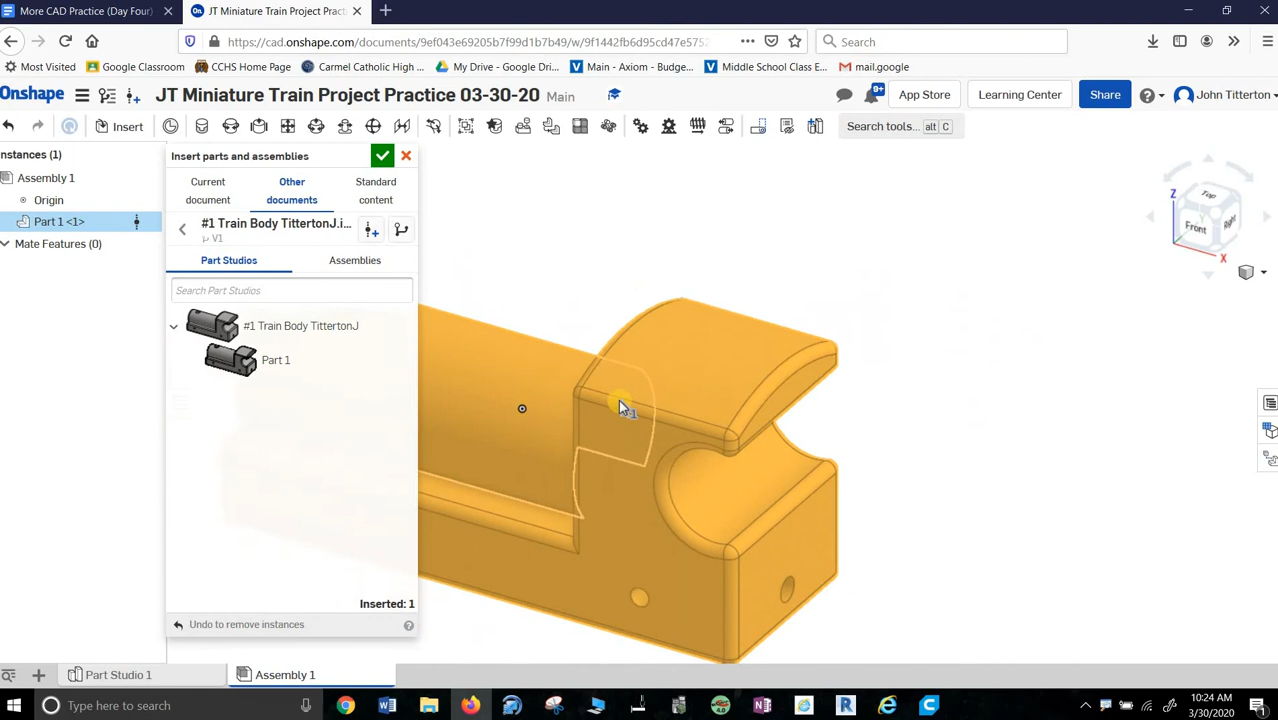 More CAD Practice (Day Four)
JT Miniature Train Project Pract
https://cad.onshape.com/documents/9ef043e69205b7f99d1b7b49/w/9f1442fb6d95cd47e5752
Search
Most Visited
Google Classroom
CCHS Home Page
Carmel Catholic High ...
My Drive - Google Dri...
Main - Axiom - Budge...
Middle School Class E...
mail.google
Onshape
JT Miniature Train Project Practice 03-30-20
Main
9+
App Store
Learning Center
Share
John Titterton
Insert
Search tools...
alt
C
nstances (1)
Assembly 1
Origin
Part 1 <1>
Mate Features (0)
Insert parts and assemblies
Current document
Other documents
Standard content
#1 Train Body TittertonJ.i...
V1
Part Studios
Assemblies
Search Part Studios
#1 Train Body TittertonJ
Part 1
Inserted: 1
Undo to remove instances
Z
Top
Front
Right
X
Part Studio 1
Assembly 1
Type here to search
10:24 AM
3/30/2020